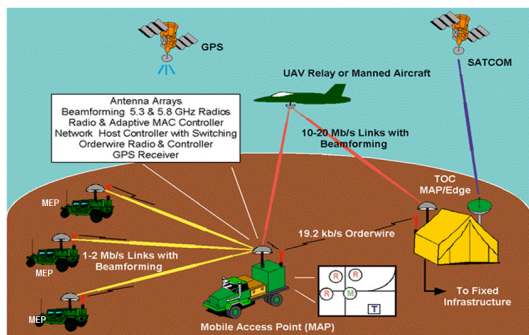 GPS
SATCOM
UAV Relay or Manned Aircraft
Antenna Arrays
Beamforming 5.3 & 5.8 GHz Radios
Radio & Adaptive MAC Controller
Network Host Controller with Switching
Orderwire Radio & Controller
GPS Receiver
10-20 Mb/s Links with
Beamforming
TOC
MAP/Edge
MEP
19.2 kb/s Orderwire
1-2 Mb/s Links with
Beamforming
MEP
R
R
R
M
T
To Fixed
Infrastructure
MEP
Mobile Access Point (MAP)